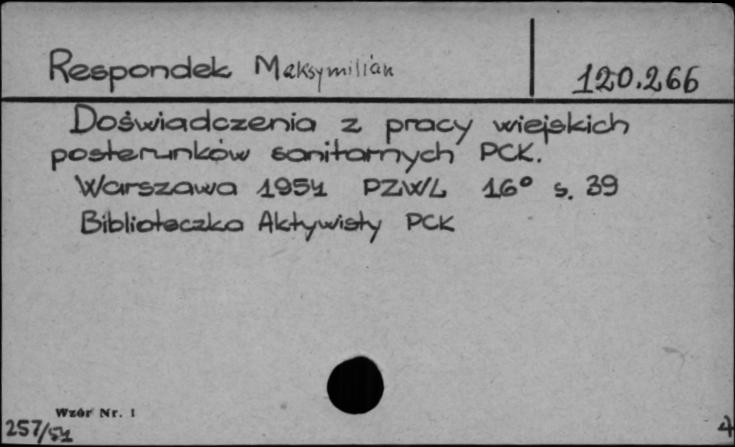 Respondek Maksymilian 120.266
Doświadczenia z pracy wiejskich
posterunków sanitarnych PCK.
Warszawa 1954 PZWL 16° s. 39
Biblioteczka Aktywisty PCK
Wzór Nr. 1
257/54
4